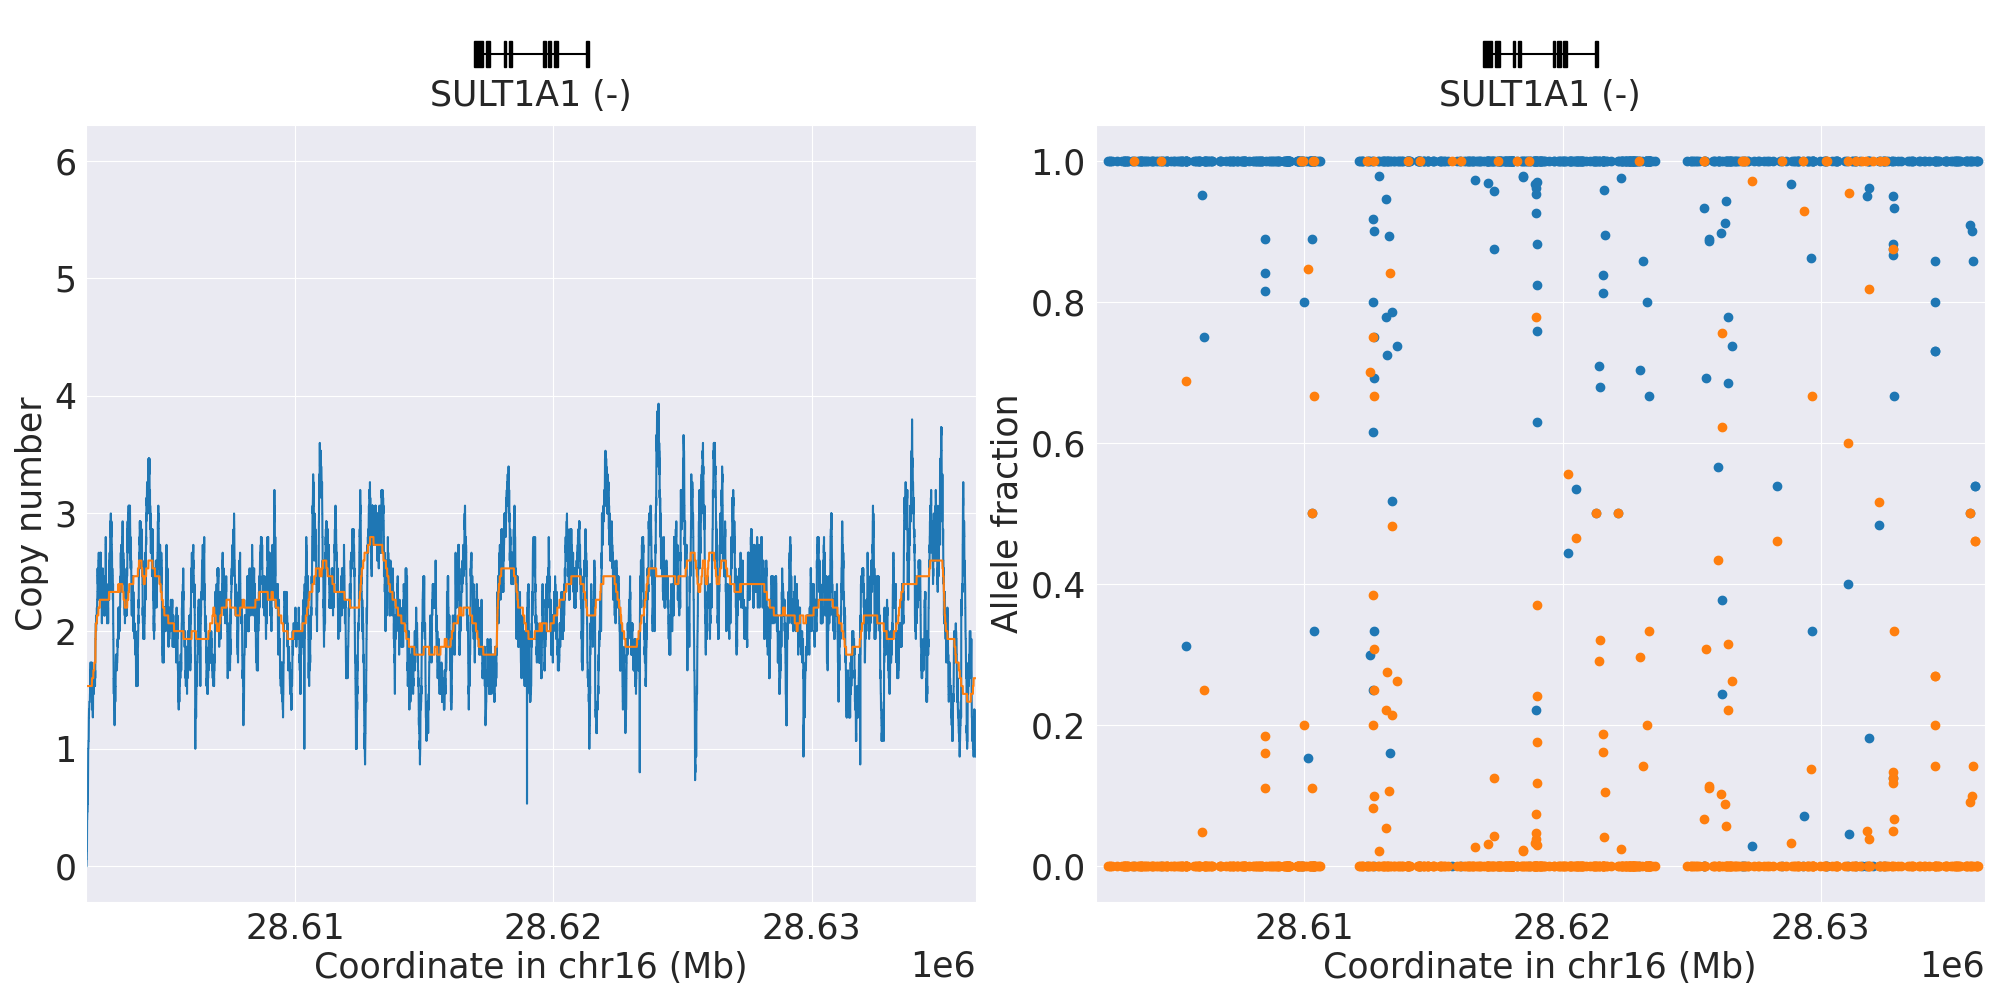 SULT1A1 (-)
6
5
4
3
2
1
0
Copy number
28.61
28.62
28.63
Coordinate in chr16 (Mb)
1e6
SULT1A1 (-)
1.0
0.8
0.6
0.4
0.2
0.0
Allele fraction
28.61
28.62
28.63
Coordinate in chr16 (Mb)
1e6